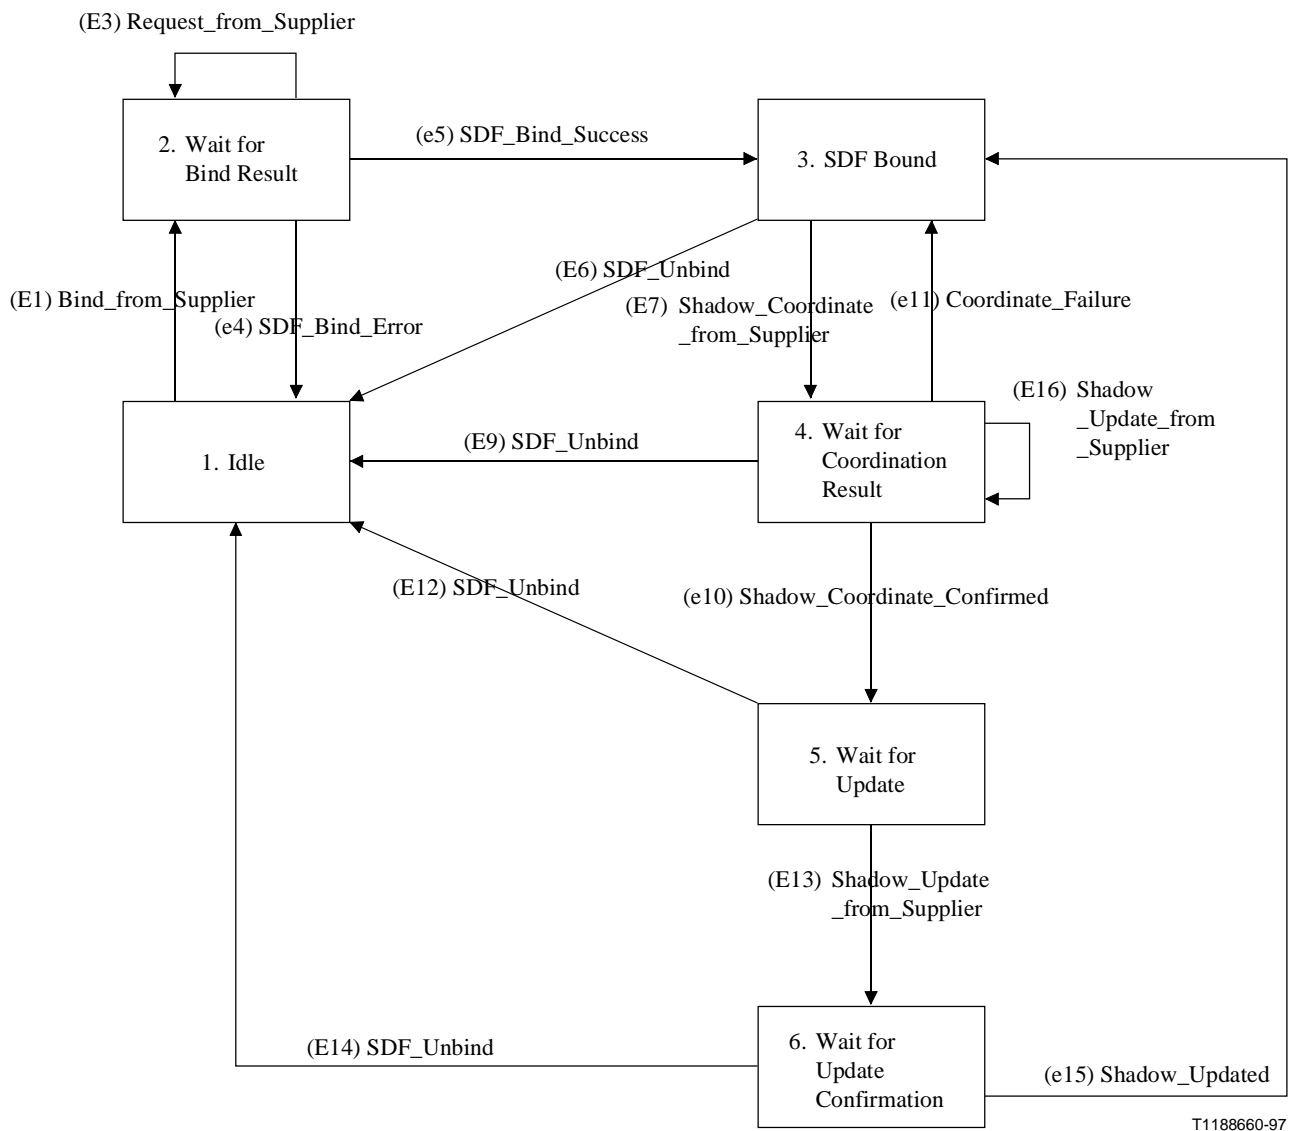 (E3) Request_from_Supplier
2. Wait for
Bind Result
(e5) SDF_Bind_Success
3. SDF Bound
(E1) Bind_from_Supplier
(e4) SDF_Bind_Error
(E6) SDF_Unbind
(E7) Shadow_Coordinate
_from_Supplier
(e11) Coordinate_Failure
1. Idle
(E9) SDF_Unbind
4. Wait for
Coordination
Result
(E16) Shadow
_Update_from
_Supplier
(E12) SDF_Unbind
(e10) Shadow_Coordinate_Confirmed
5. Wait for
Update
(E13) Shadow_Update
_from_Supplier
(E14) SDF_Unbind
6. Wait for
Update
Confirmation
(e15) Shadow_Updated
T1188660-97